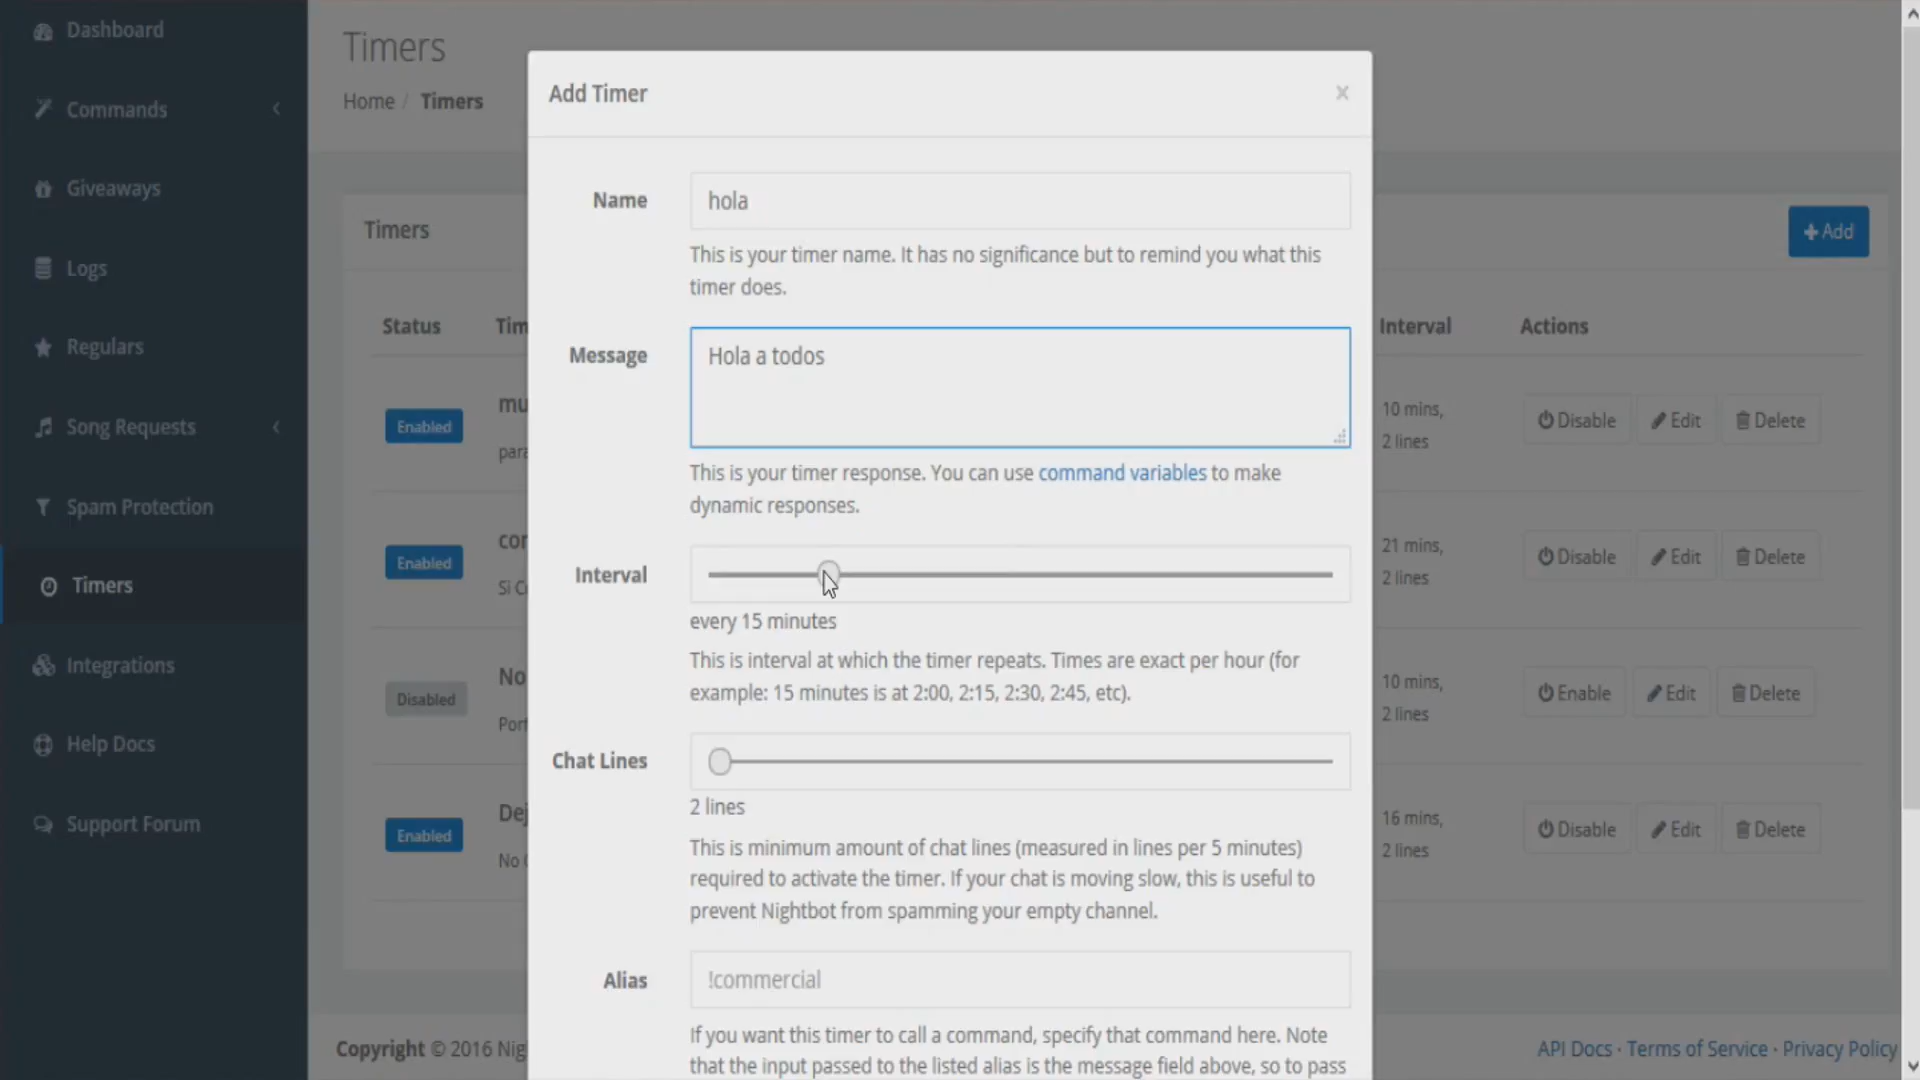 Dashboard
Commands
Giveaways
Logs
Regulars
Song Requests
Spam Protection
Timers
Integrations
Help Docs
Support Forum
Timers
Home / Timers
Timers
+ Add
Status
Interval
Actions
Enabled
10 mins,
2 lines
Disable
Edit
Delete
Enabled
21 mins,
2 lines
Disable
Edit
Delete
Disabled
10 mins,
2 lines
Enable
Edit
Delete
Enabled
16 mins,
2 lines
Disable
Edit
Delete
Add Timer
×
Name
hola
This is your timer name. It has no significance but to remind you what this
timer does.
Message
Hola a todos
This is your timer response. You can use command variables to make
dynamic responses.
Interval
every 15 minutes
This is interval at which the timer repeats. Times are exact per hour (for
example: 15 minutes is at 2:00, 2:15, 2:30, 2:45, etc).
Chat Lines
2 lines
This is minimum amount of chat lines (measured in lines per 5 minutes)
required to activate the timer. If your chat is moving slow, this is useful to
prevent Nightbot from spamming your empty channel.
Alias
!commercial
If you want this timer to call a command, specify that command here. Note
that the input passed to the listed alias is the message field above, so to pass
Copyright © 2016 Nig
API Docs · Terms of Service · Privacy Policy